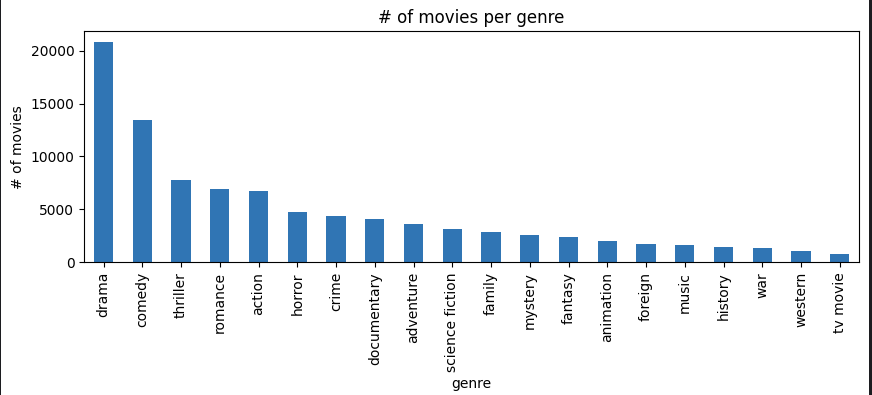 # of movies per genre
# of movies
20000
15000
10000
5000
0
drama
comedy
thriller
romance
action
horror
crime
documentary
adventure
science fiction
family
mystery
fantasy
animation
foreign
music
history
war
western
tv movie
genre